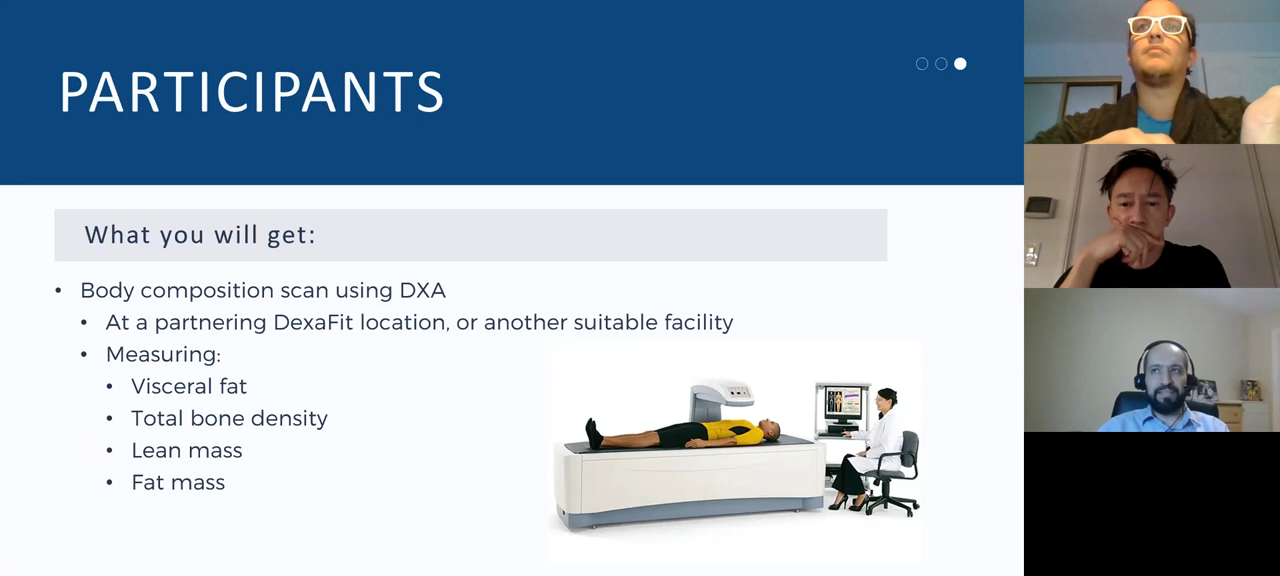 PARTICIPANTS
What you will get:
• Body composition scan using DXA
• At a partnering DexaFit location, or another suitable facility
• Measuring:
• Visceral fat
• Total bone density
• Lean mass
• Fat mass